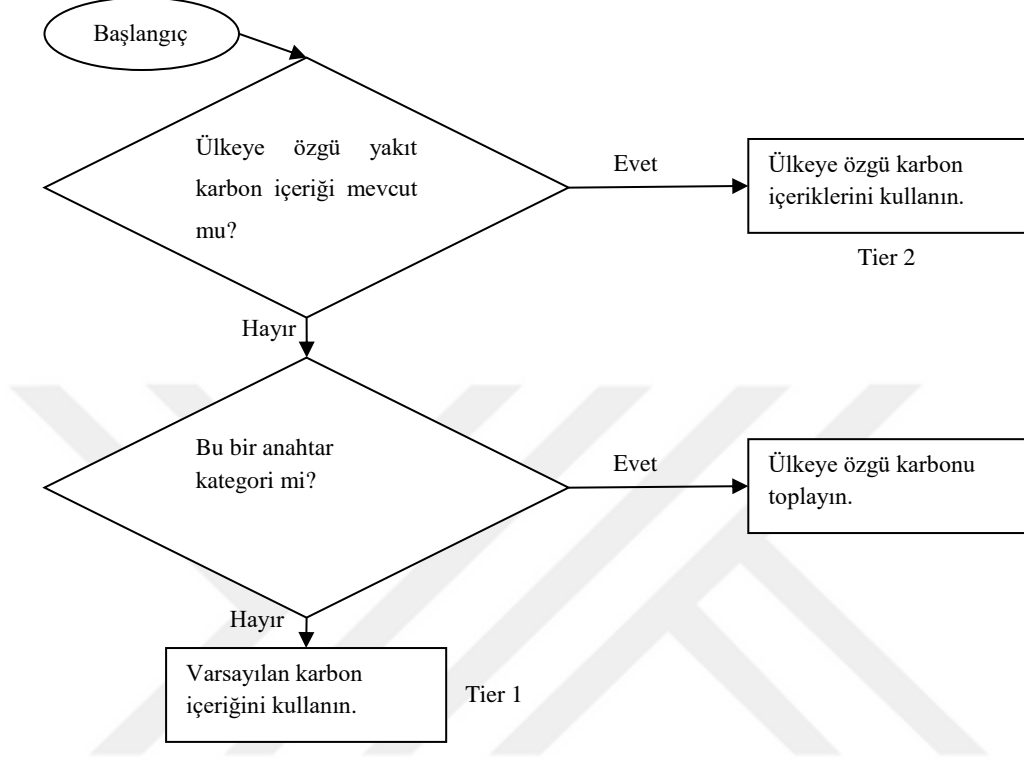 Başlangıç
Ülkeye özgü yakıt
karbon içeriği mevcut
mu?
Evet
Ülkeye özgü karbon
içeriklerini kullanın.
Tier 2
Hayır
Bu bir anahtar
kategori mi?
Evet
Ülkeye özgü karbonu
toplayın.
Hayır
Varsayılan karbon
içeriğini kullanın.
Tier 1